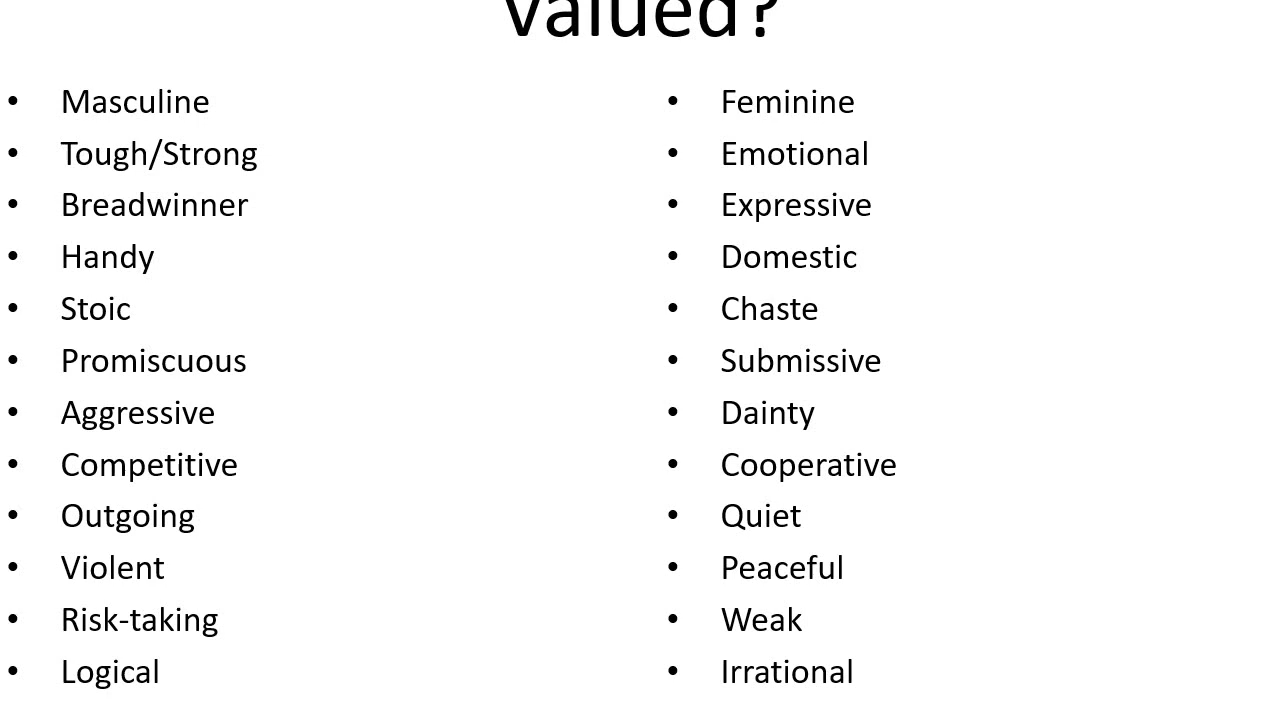 valued?
• Masculine
• Tough/Strong
• Breadwinner
• Handy
• Stoic
• Promiscuous
• Aggressive
• Competitive
• Outgoing
• Violent
• Risk-taking
• Logical
• Feminine
• Emotional
• Expressive
• Domestic
• Chaste
• Submissive
• Dainty
• Cooperative
• Quiet
• Peaceful
• Weak
• Irrational